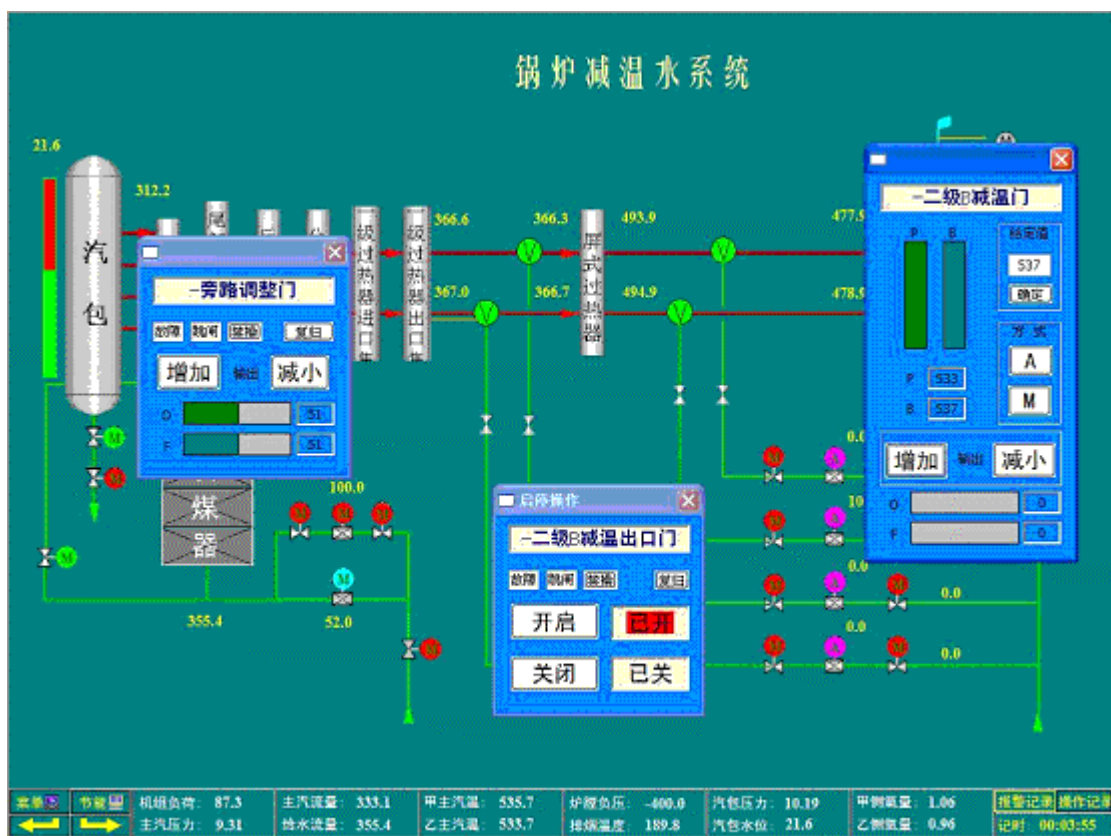 锅炉减温水系统
21.6
312.2
汽包
366.6
366.3
493.9
477.9
级过热器进口集
级过热器出口集
屏式过热器
367.0
366.7
494.9
478.9
一旁路调整门
故障 跳闸 禁操 复归
增加 输出 减小
O 51
F 51
煤器
100.0
355.4
52.0
启停操作
一二级B减温出口门
故障 跳闸 禁操 复归
开启 已开
关闭 已关
一二级B减温门
P B 给定值
537
确定
方式
A
M
P 533
B 537
增加 输出 减小
O 0
F 0
0.0
10
0.0
0.0
0.0
0.0
菜单 节能 机组负荷: 87.3 主汽流量: 333.1 甲主汽温: 535.7 炉膛负压: -400.0 汽包压力: 10.19 甲侧氧量: 1.06 报警记录 操作记录
主汽压力: 9.31 给水流量: 355.4 乙主汽温: 533.7 排烟温度: 189.8 汽包水位: 21.6 乙侧氧量: 0.96 记时 00:03:55